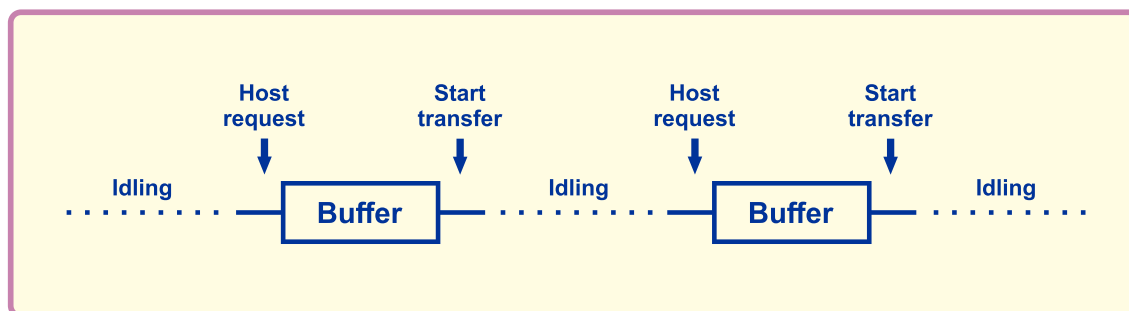 Host
request
Start
transfer
Host
request
Start
transfer
Idling
Buffer
Idling
Buffer
Idling